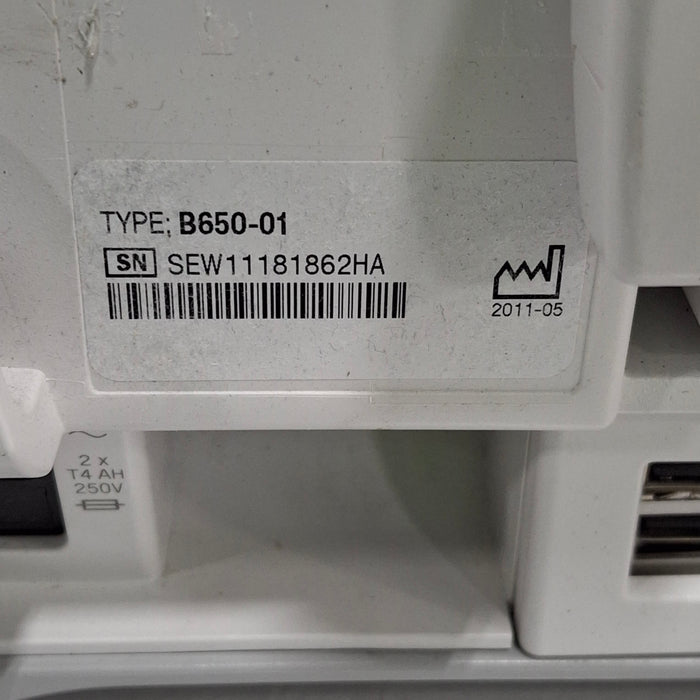 TYPE: B650-01
SN SEW11181862HA
2011-05
2 x
T4 AH
250V